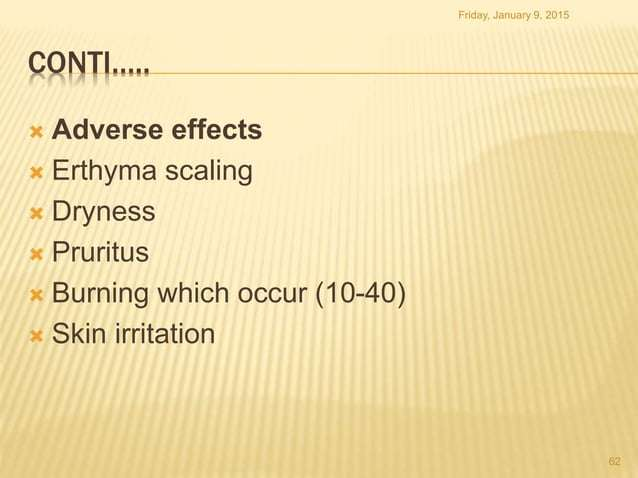 Friday, January 9, 2015
CONTI.....
Adverse effects
Erthyma scaling
Dryness
Pruritus
Burning which occur (10-40)
Skin irritation
62